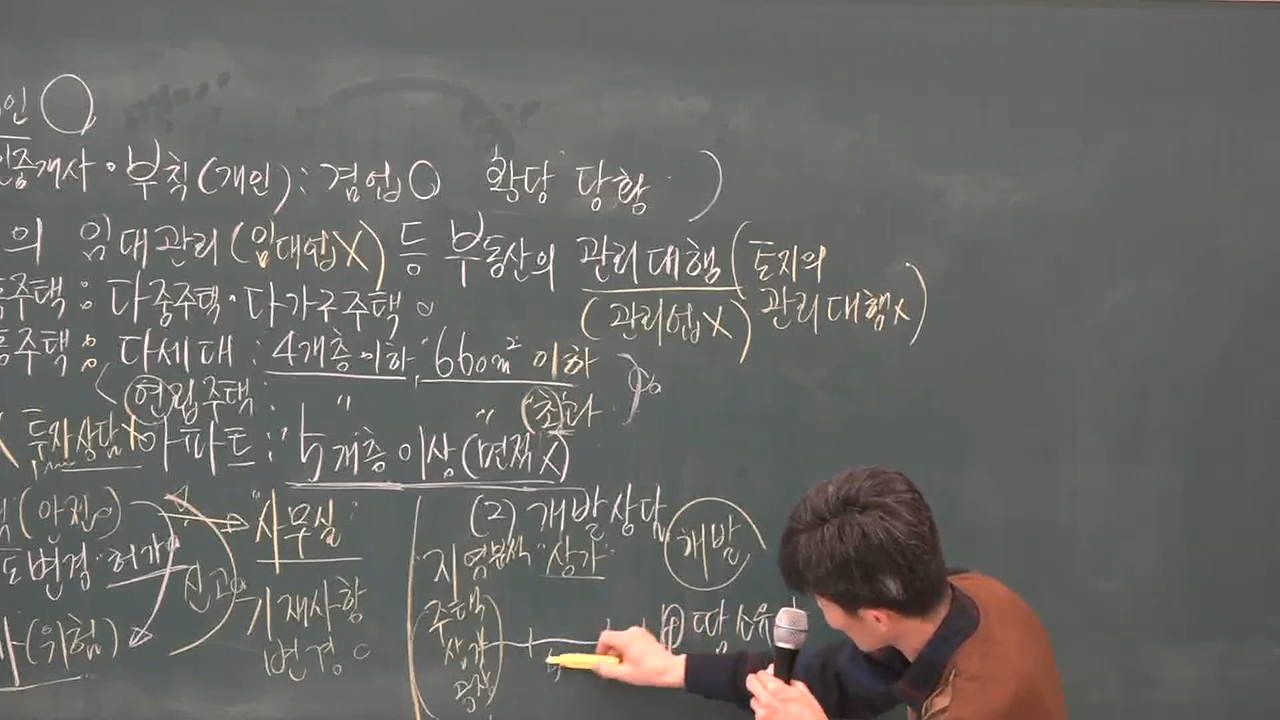 인 ○
인중개사·부칙(개인): 겸업○ 확당 당항)
의 임대관리(임대업X) 등 부동산의 관리대행(토지의 관리대행X)
(관리업X)
주택: 다중주택·다가구주택
주택: 다세대: 4개층 이하, 660m² 이하
연립주택: 〃 〃 초과
투자상담X 아파트: 5개층 이상(면적X)
(안전)
"사무실"
(2) 개발상담
개발
도변경 허가
신고
기재사항
변경
지역분석 "상가"
주택
상가
공장
(위험)
땅 소유